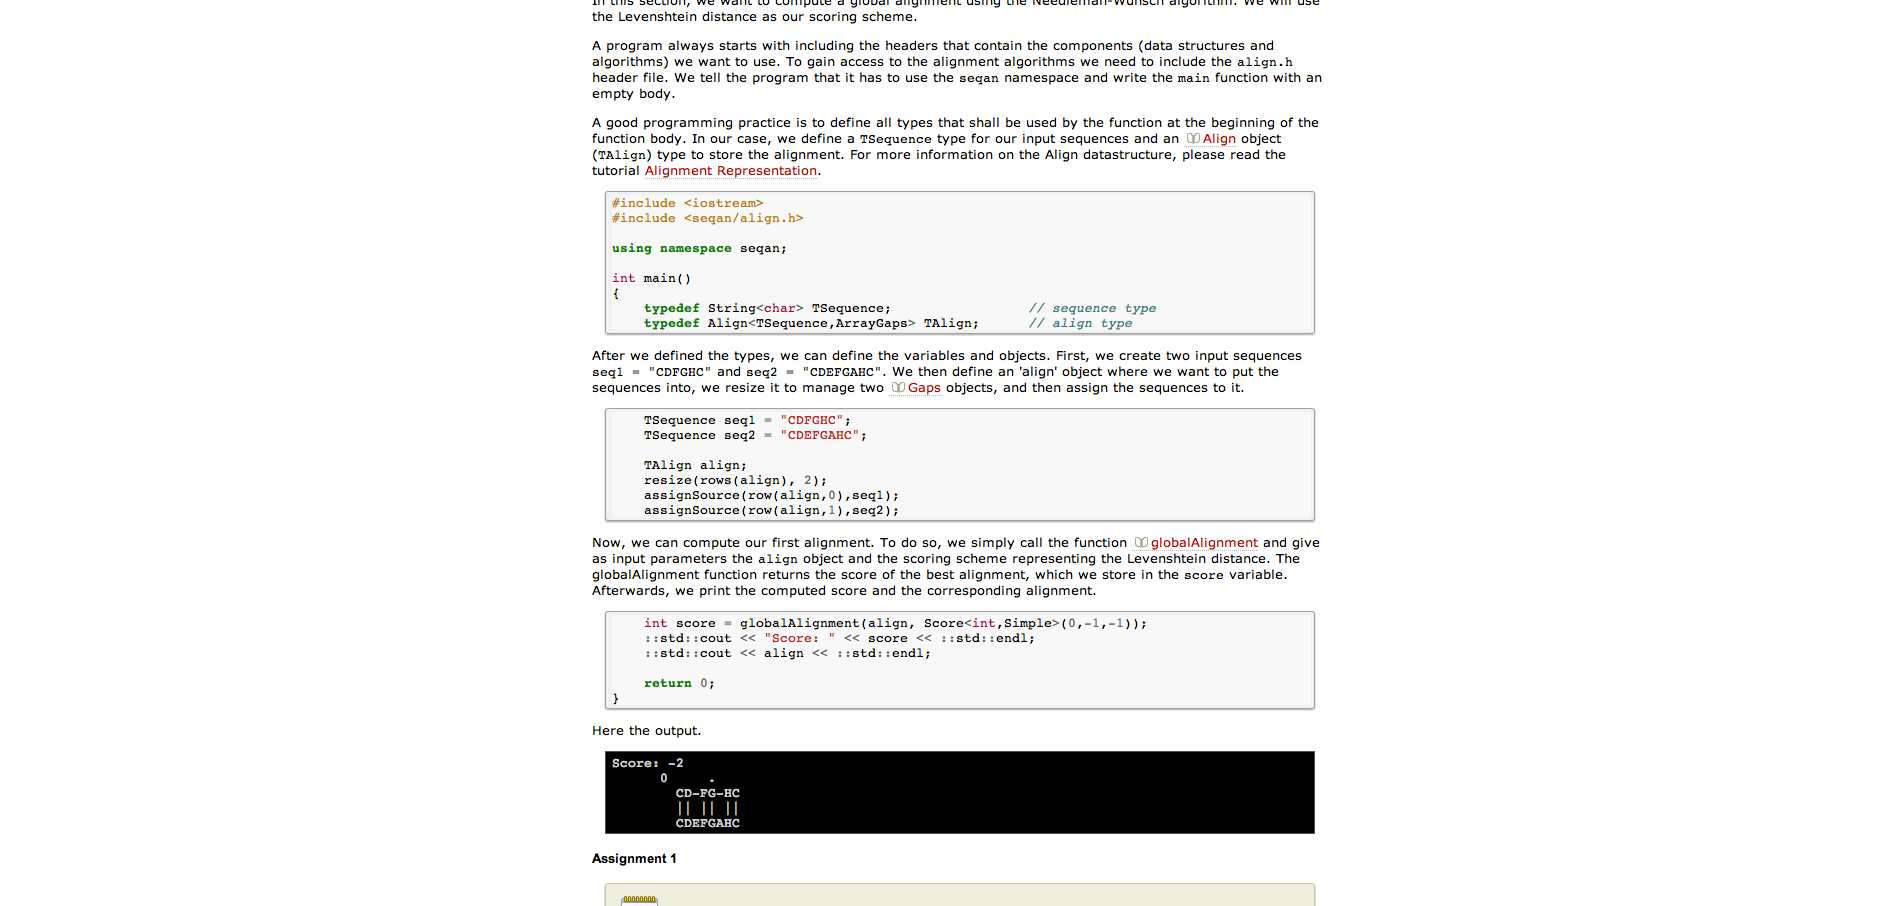 In this section, we want to compute a global alignment using the Needleman-Wunsch algorithm. We will use
the Levenshtein distance as our scoring scheme.
A program always starts with including the headers that contain the components (data structures and
algorithms) we want to use. To gain access to the alignment algorithms we need to include the align.h
header file. We tell the program that it has to use the seqan namespace and write the main function with an
empty body.
A good programming practice is to define all types that shall be used by the function at the beginning of the
function body. In our case, we define a TSequence type for our input sequences and an Align object
(TAlign) type to store the alignment. For more information on the Align datastructure, please read the
tutorial Alignment Representation.
#include <iostream>
#include <seqan/align.h>
using namespace seqan;
int main()
{
    typedef String<char> TSequence;                 // sequence type
    typedef Align<TSequence,ArrayGaps> TAlign;      // align type
After we defined the types, we can define the variables and objects. First, we create two input sequences
seq1 = "CDFGHC" and seq2 = "CDEFGAHC". We then define an 'align' object where we want to put the
sequences into, we resize it to manage two Gaps objects, and then assign the sequences to it.
    TSequence seq1 = "CDFGHC";
    TSequence seq2 = "CDEFGAHC";
    TAlign align;
    resize(rows(align), 2);
    assignSource(row(align,0),seq1);
    assignSource(row(align,1),seq2);
Now, we can compute our first alignment. To do so, we simply call the function globalAlignment and give
as input parameters the align object and the scoring scheme representing the Levenshtein distance. The
globalAlignment function returns the score of the best alignment, which we store in the score variable.
Afterwards, we print the computed score and the corresponding alignment.
    int score = globalAlignment(align, Score<int,Simple>(0,-1,-1));
    ::std::cout << "Score: " << score << ::std::endl;
    ::std::cout << align << ::std::endl;
    return 0;
}
Here the output.
Score: -2
      0     .
        CD-FG-HC
        || || ||
        CDEFGAHC
Assignment 1